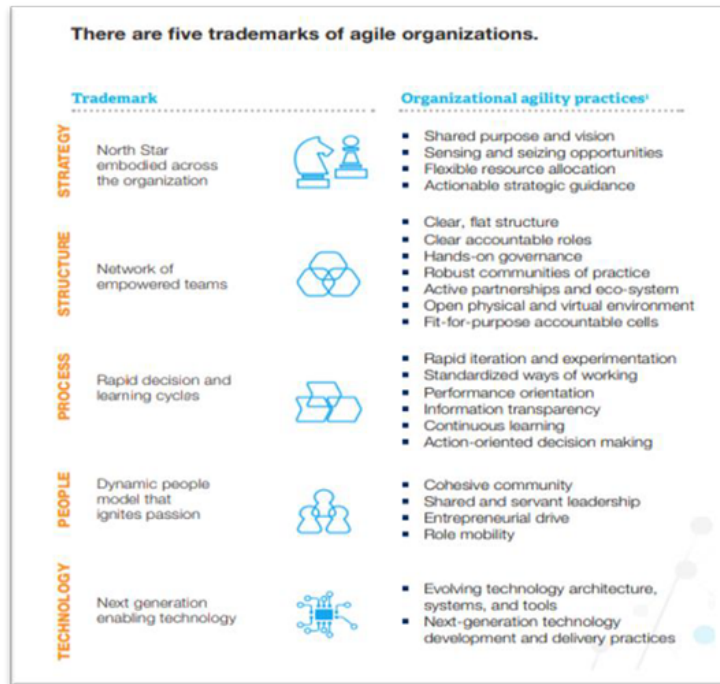 There are five trademarks of agile organizations.
Trademark
Organizational agility practices¹
STRATEGY
North Star
embodied across
the organization
Shared purpose and vision
Sensing and seizing opportunities
Flexible resource allocation
Actionable strategic guidance
STRUCTURE
Network of
empowered teams
Clear, flat structure
Clear accountable roles
Hands-on governance
Robust communities of practice
Active partnerships and eco-system
Open physical and virtual environment
Fit-for-purpose accountable cells
PROCESS
Rapid decision and
learning cycles
Rapid iteration and experimentation
Standardized ways of working
Performance orientation
Information transparency
Continuous learning
Action-oriented decision making
PEOPLE
Dynamic people
model that
ignites passion
Cohesive community
Shared and servant leadership
Entrepreneurial drive
Role mobility
TECHNOLOGY
Next generation
enabling technology
Evolving technology architecture,
systems, and tools
Next-generation technology
development and delivery practices